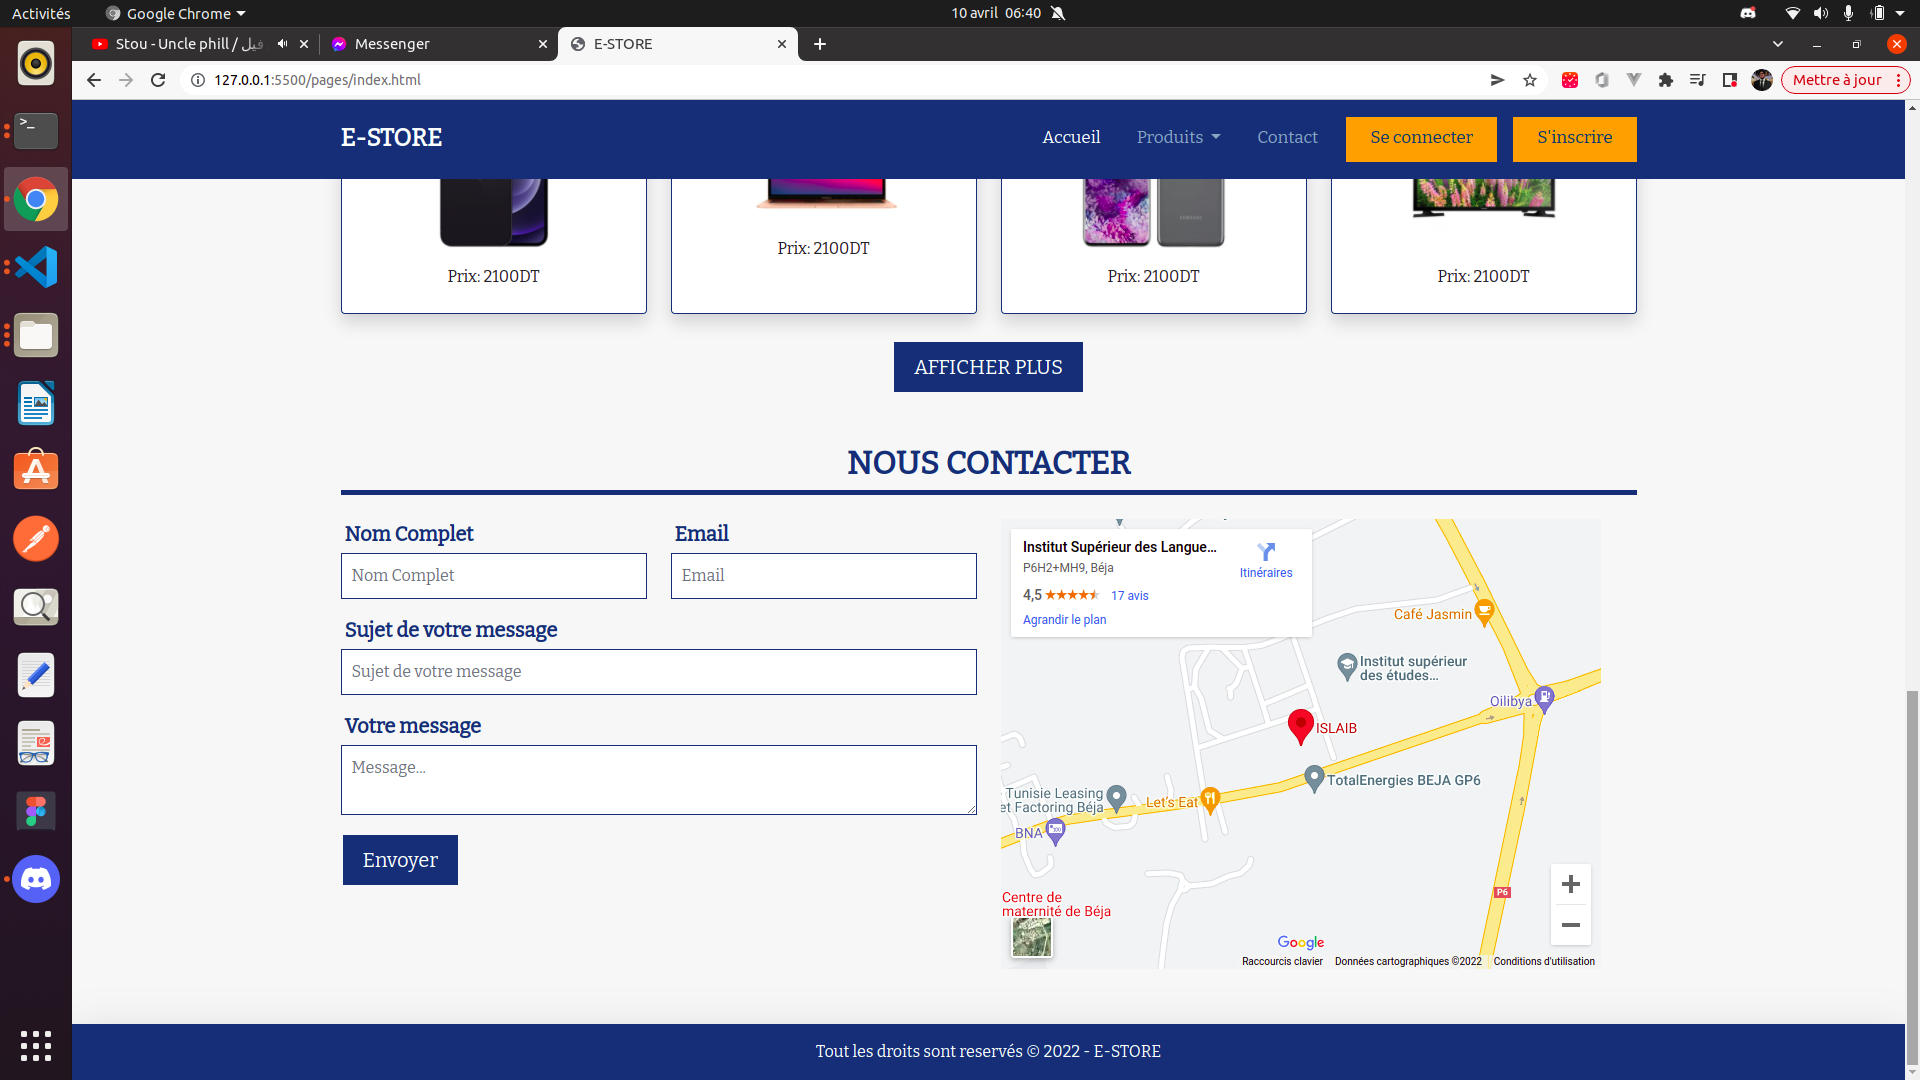 Activités
Google Chrome
10 avril 06:40
Stou - Uncle phill / فيل
Messenger
E-STORE
127.0.0.1:5500/pages/index.html
Mettre à jour
E-STORE
Accueil
Produits
Contact
Se connecter
S'inscrire
SAMSUNG
Prix: 2100DT
Prix: 2100DT
Prix: 2100DT
Prix: 2100DT
AFFICHER PLUS
NOUS CONTACTER
Nom Complet
Email
Nom Complet
Email
Sujet de votre message
Sujet de votre message
Votre message
Message...
Envoyer
Institut Supérieur des Langue...
P6H2+MH9, Béja
4,5
17 avis
Agrandir le plan
Itinéraires
Café Jasmin
Institut supérieur
des études...
Oilibya
ISLAIB
TotalEnergies BEJA GP6
Tunisie Leasing
et Factoring Béja
Let's Eat
BNA
P6
Centre de
maternité de Béja
Google
Raccourcis clavier
Données cartographiques ©2022
Conditions d'utilisation
Tout les droits sont reservés © 2022 - E-STORE